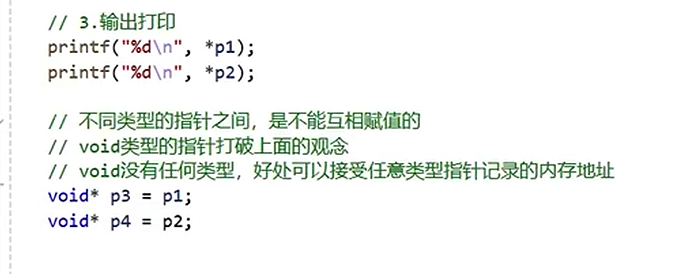 // 3.输出打印
printf("%d\n", *p1);
printf("%d\n", *p2);
// 不同类型的指针之间，是不能互相赋值的
// void类型的指针打破上面的观念
// void没有任何类型，好处可以接受任意类型指针记录的内存地址
void* p3 = p1;
void* p4 = p2;